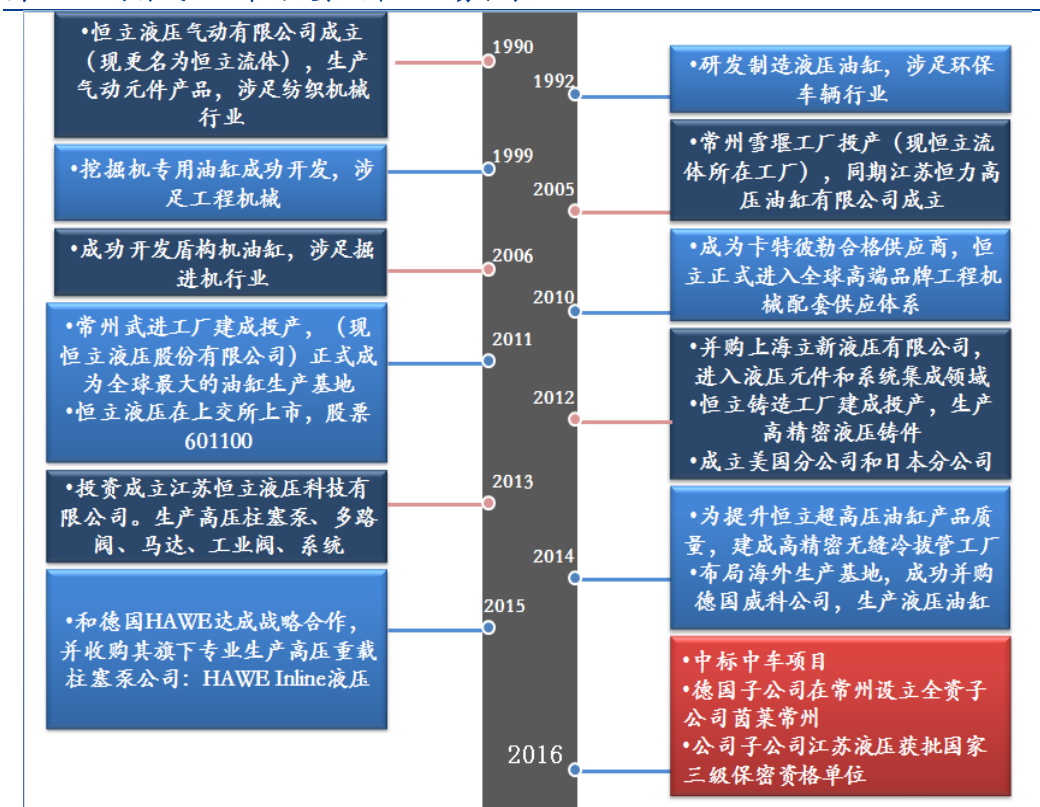 •恒立液压气动有限公司成立
（现更名为恒立流体），生产
气动元件产品，涉足纺织机械
行业
1990
1992
•研发制造液压油缸，涉足环保
车辆行业
•挖掘机专用油缸成功开发，涉
足工程机械
1999
2005
•常州雪堰工厂投产（现恒立流
体所在工厂），同期江苏恒力高
压油缸有限公司成立
•成功开发盾构机油缸，涉足掘
进机行业
2006
2010
•成为卡特彼勒合格供应商，恒
立正式进入全球高端品牌工程机
械配套供应体系
•常州武进工厂建成投产，（现
恒立液压股份有限公司）正式成
为全球最大的油缸生产基地
•恒立液压在上交所上市，股票
601100
2011
2012
•并购上海立新液压有限公司，
进入液压元件和系统集成领域
•恒立铸造工厂建成投产，生产
高精密液压铸件
•成立美国分公司和日本分公司
•投资成立江苏恒立液压科技有
限公司。生产高压柱塞泵、多路
阀、马达、工业阀、系统
2013
2014
•为提升恒立超高压油缸产品质
量，建成高精密无缝冷拔管工厂
•布局海外生产基地，成功并购
德国威科公司，生产液压油缸
•和德国HAWE达成战略合作，
并收购其旗下专业生产高压重载
柱塞泵公司：HAWE Inline液压
2015
2016
•中标中车项目
•德国子公司在常州设立全资子
公司茵莱常州
•公司子公司江苏液压获批国家
三级保密资格单位